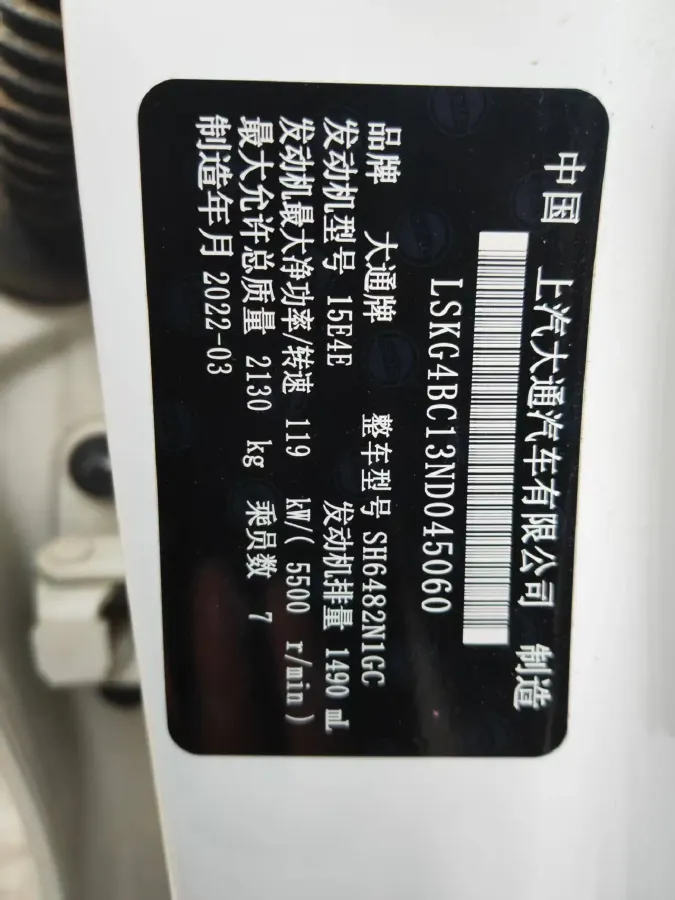 中国 上汽大通汽车有限公司 制造
LSKG4BC13ND045060
品牌 大通牌 整车型号 SH6482N1GC
发动机型号 15E4E 发动机排量 1490 mL
发动机最大净功率/转速 119 kW/( 5500 r/min )
最大允许总质量 2130 kg 乘员数 7
制造年月 2022-03